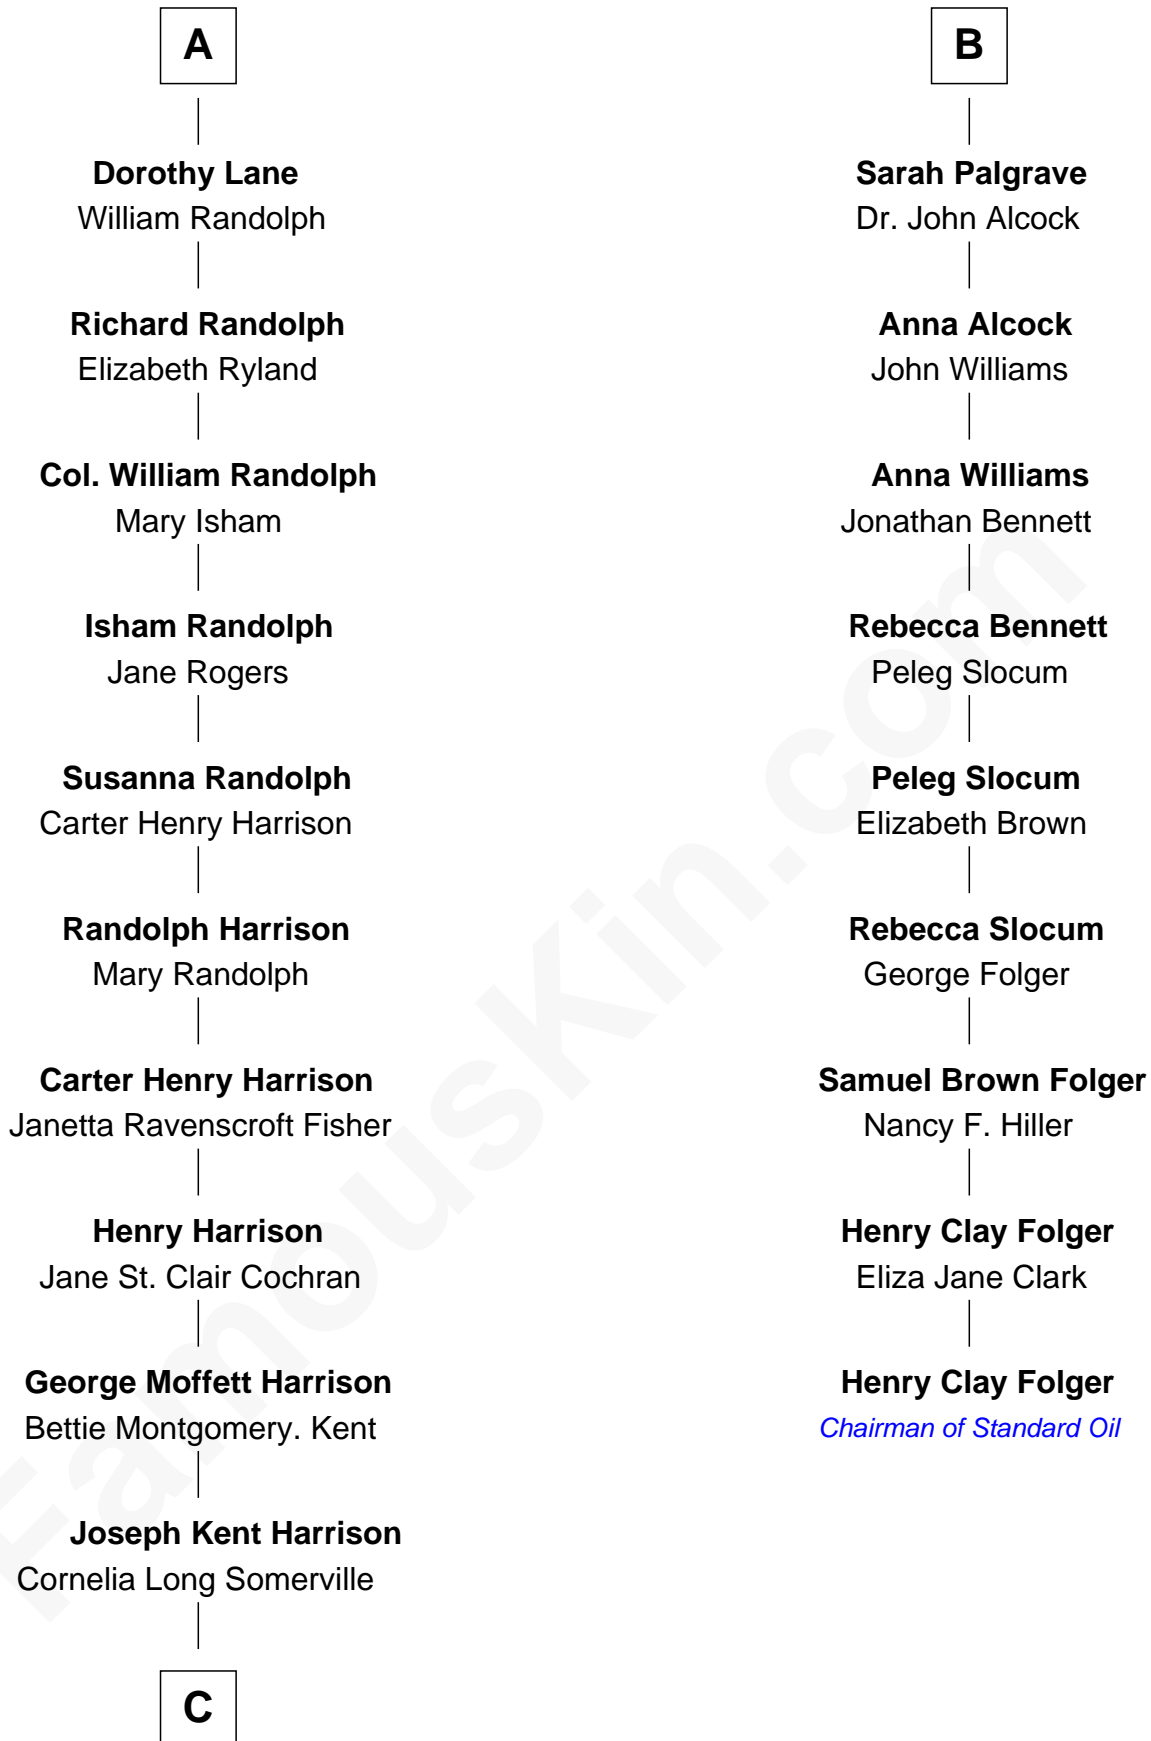 A
Dorothy Lane
William Randolph
Richard Randolph
Elizabeth Ryland
Col. William Randolph
Mary Isham
Isham Randolph
Jane Rogers
Susanna Randolph
Carter Henry Harrison
Randolph Harrison
Mary Randolph
Carter Henry Harrison
Janetta Ravenscroft Fisher
Henry Harrison
Jane St. Clair Cochran
George Moffett Harrison
Bettie Montgomery. Kent
Joseph Kent Harrison
Cornelia Long Somerville
C
B
Sarah Palgrave
Dr. John Alcock
Anna Alcock
John Williams
Anna Williams
Jonathan Bennett
Rebecca Bennett
Peleg Slocum
Peleg Slocum
Elizabeth Brown
Rebecca Slocum
George Folger
Samuel Brown Folger
Nancy F. Hiller
Henry Clay Folger
Eliza Jane Clark
Henry Clay Folger
Chairman of Standard Oil
FamousKin.com